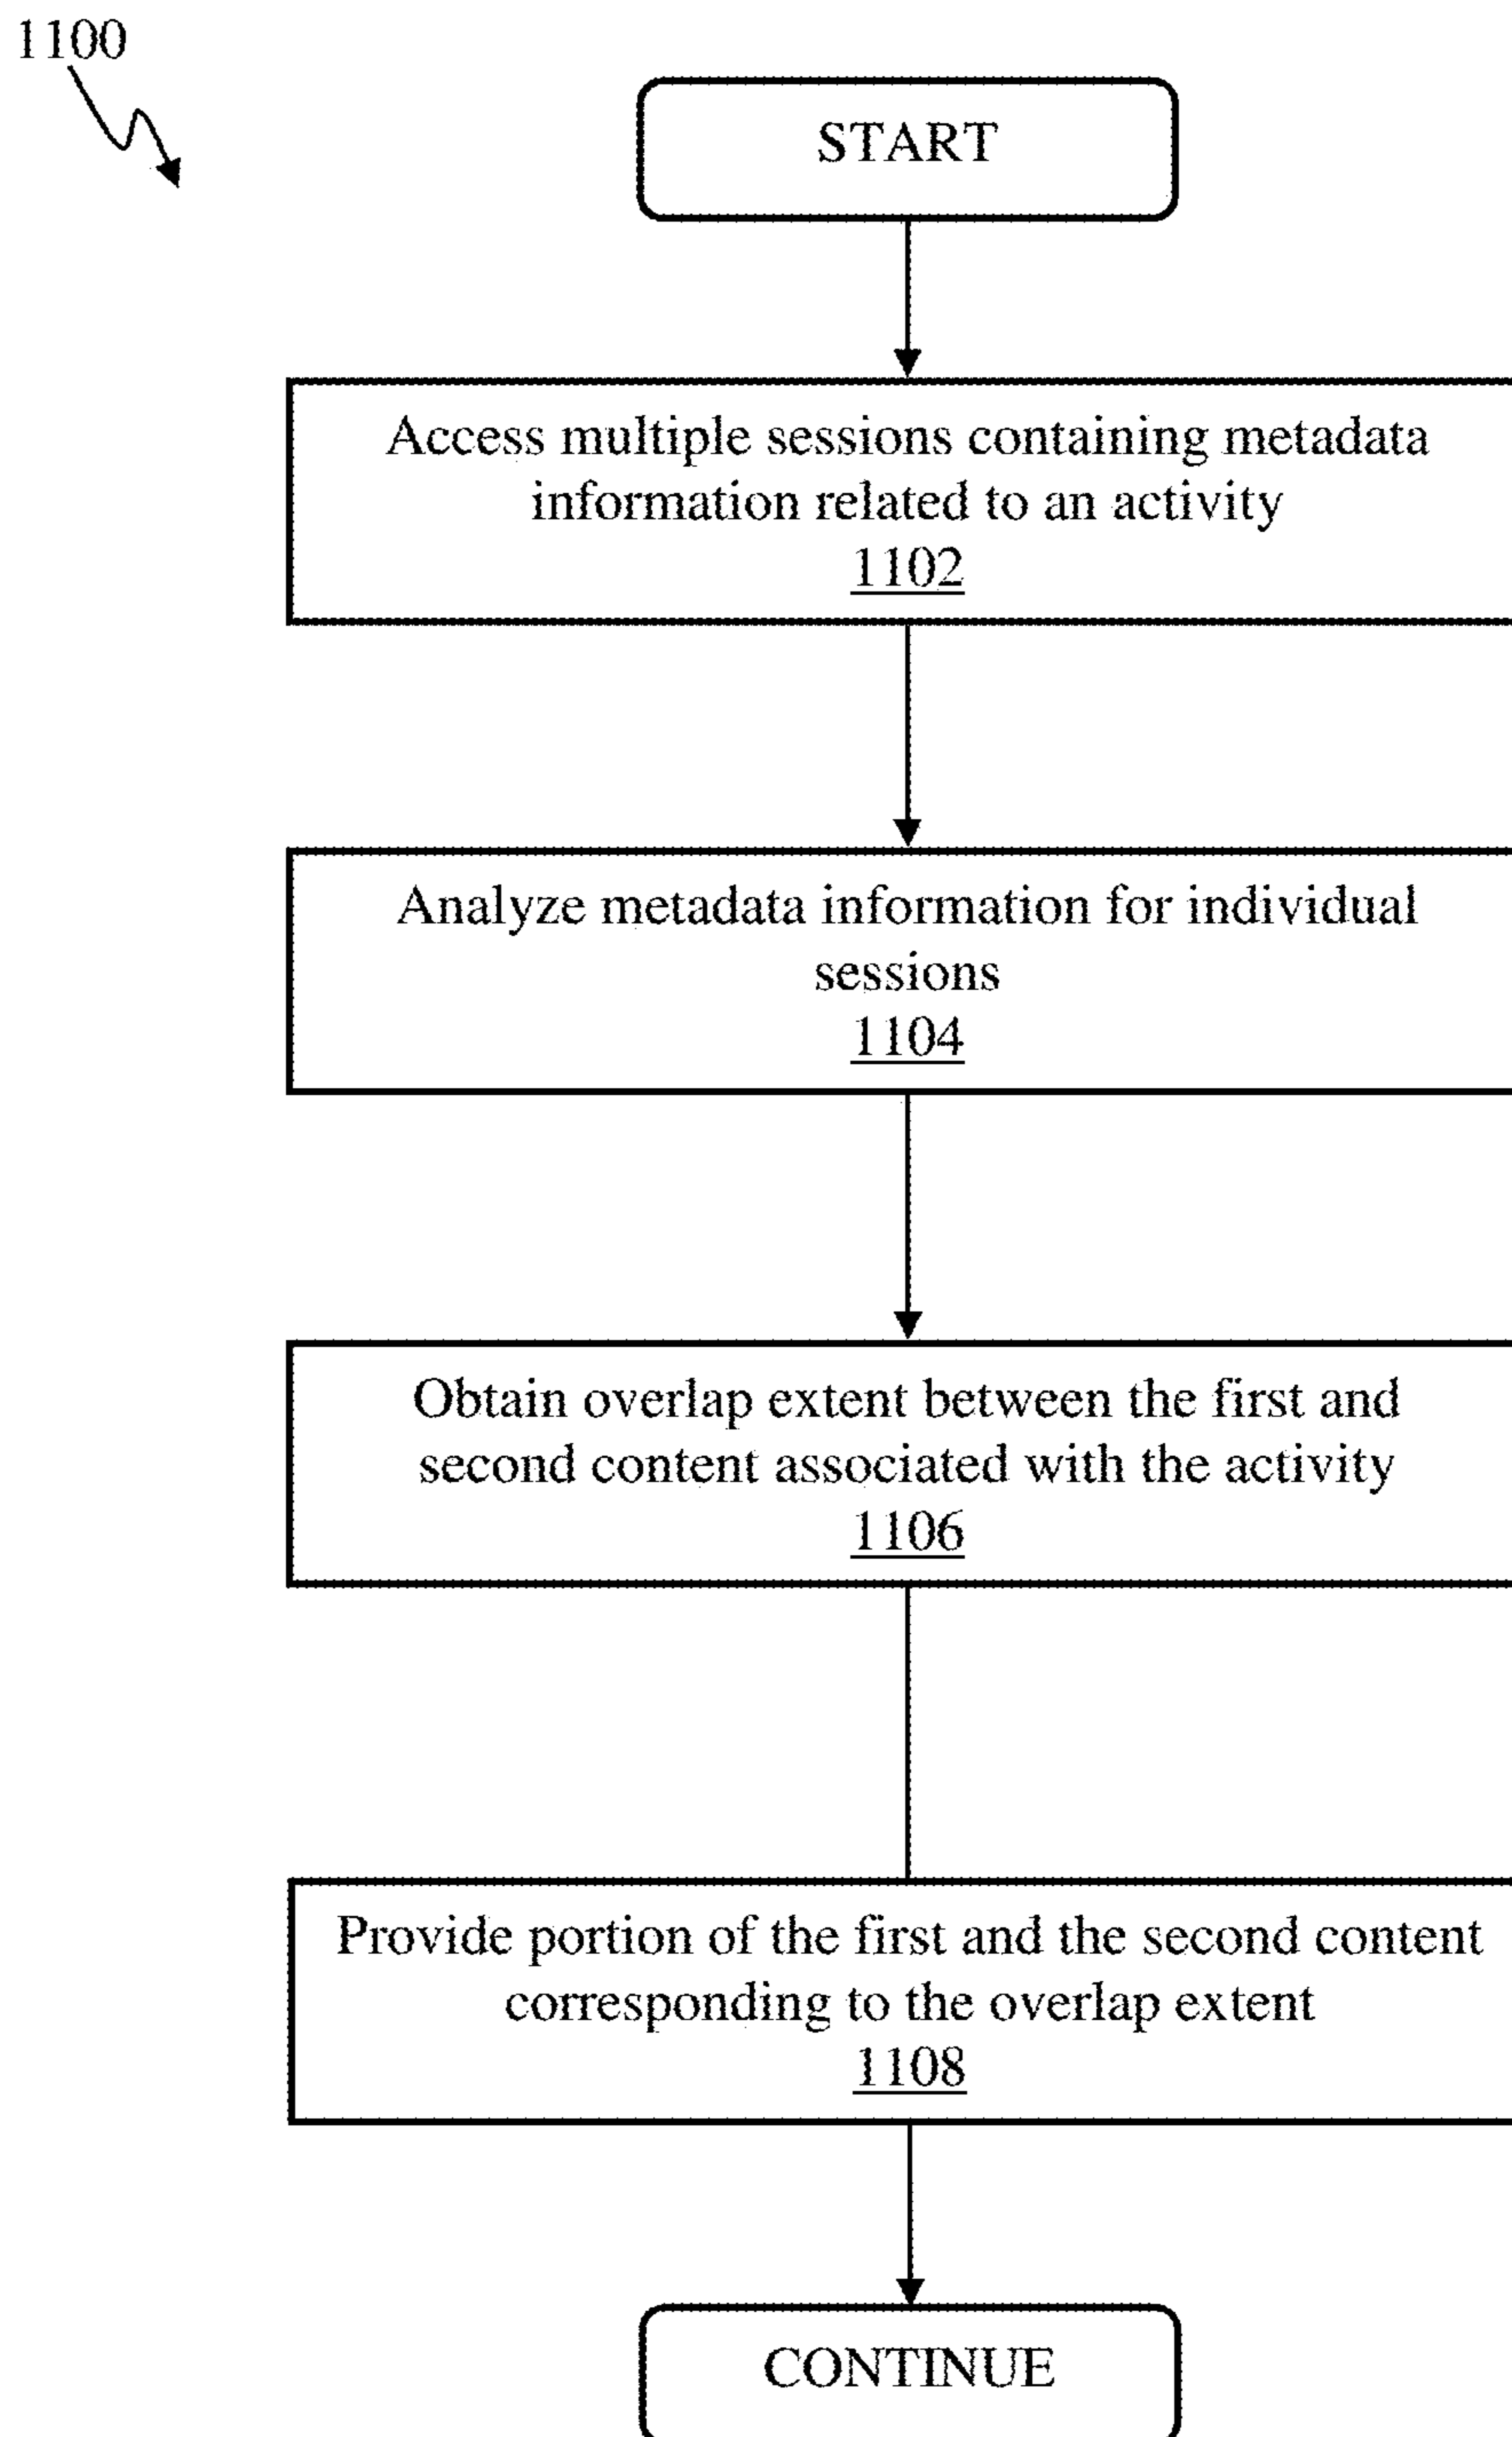 1100
START
Access multiple sessions containing metadata
information related to an activity
1102
Analyze metadata information for individual
sessions
1104
Obtain overlap extent between the first and
second content associated with the activity
1106
Provide portion of the first and the second content
corresponding to the overlap extent
1108
CONTINUE